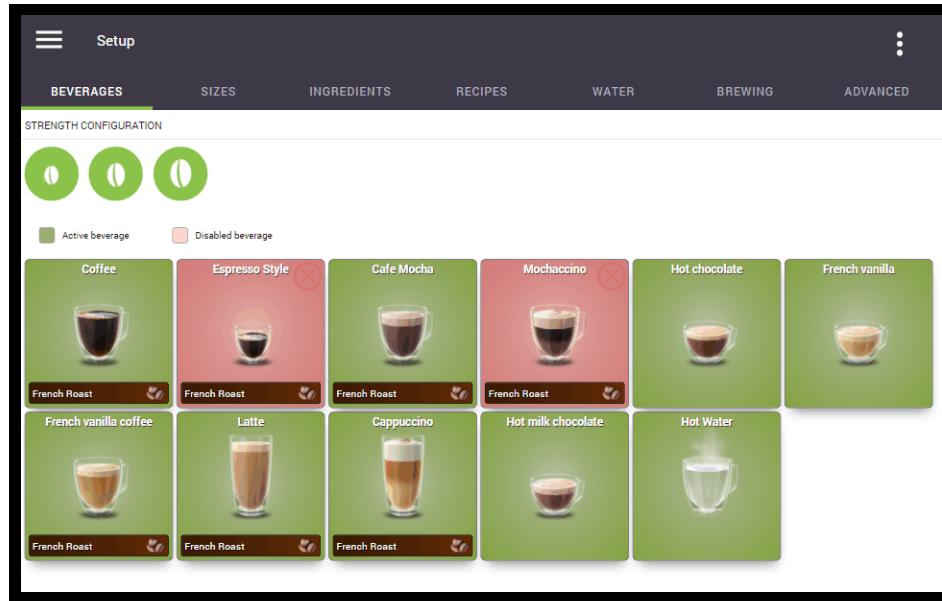 Setup
BEVERAGES SIZES INGREDIENTS RECIPES WATER BREWING ADVANCED
STRENGTH CONFIGURATION
Active beverage Disabled beverage
Coffee Espresso Style Cafe Mocha Mochaccino Hot chocolate French vanilla
French Roast French Roast French Roast French Roast
French vanilla coffee Latte Cappuccino Hot milk chocolate Hot Water
French Roast French Roast French Roast